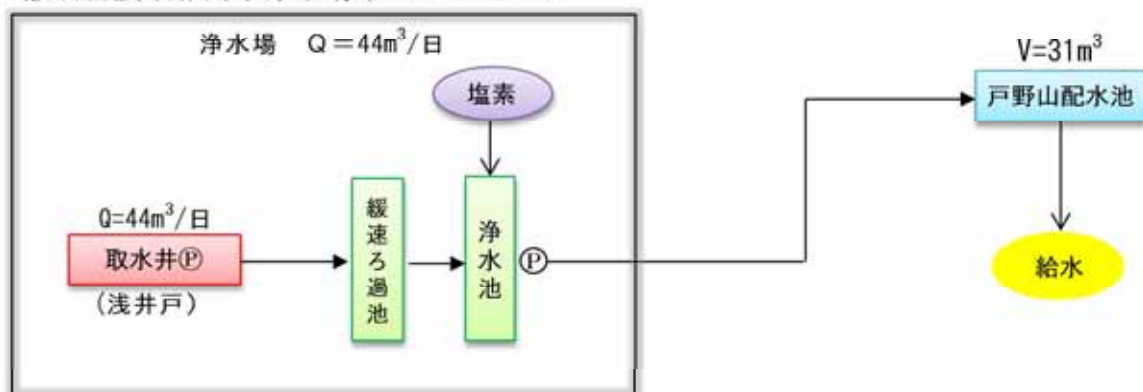 浄水場　Q＝44m³/日
塩素
V=31m³
戸野山配水池
Q=44m³/日
取水井Ⓟ
(浅井戸)
緩速ろ過池
浄水池
Ⓟ
給水